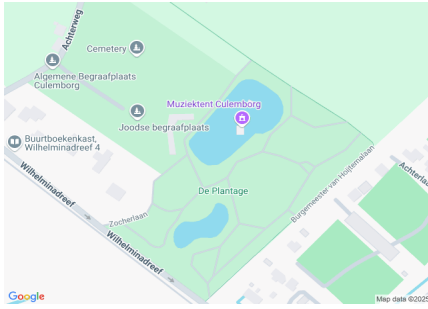 Achterweg
Cemetery
Algemene Begraafplaats
Culemborg
Muziektent Culemborg
Joodse begraafplaats
Buurtboekenkast,
Wilhelminadreef 4
Wilhelminadreef
De Plantage
Zocherlaan
Burgemeester van Hoijtemalaan
Achterlaa
Wilhelminadreef
Google
Map data ©2025